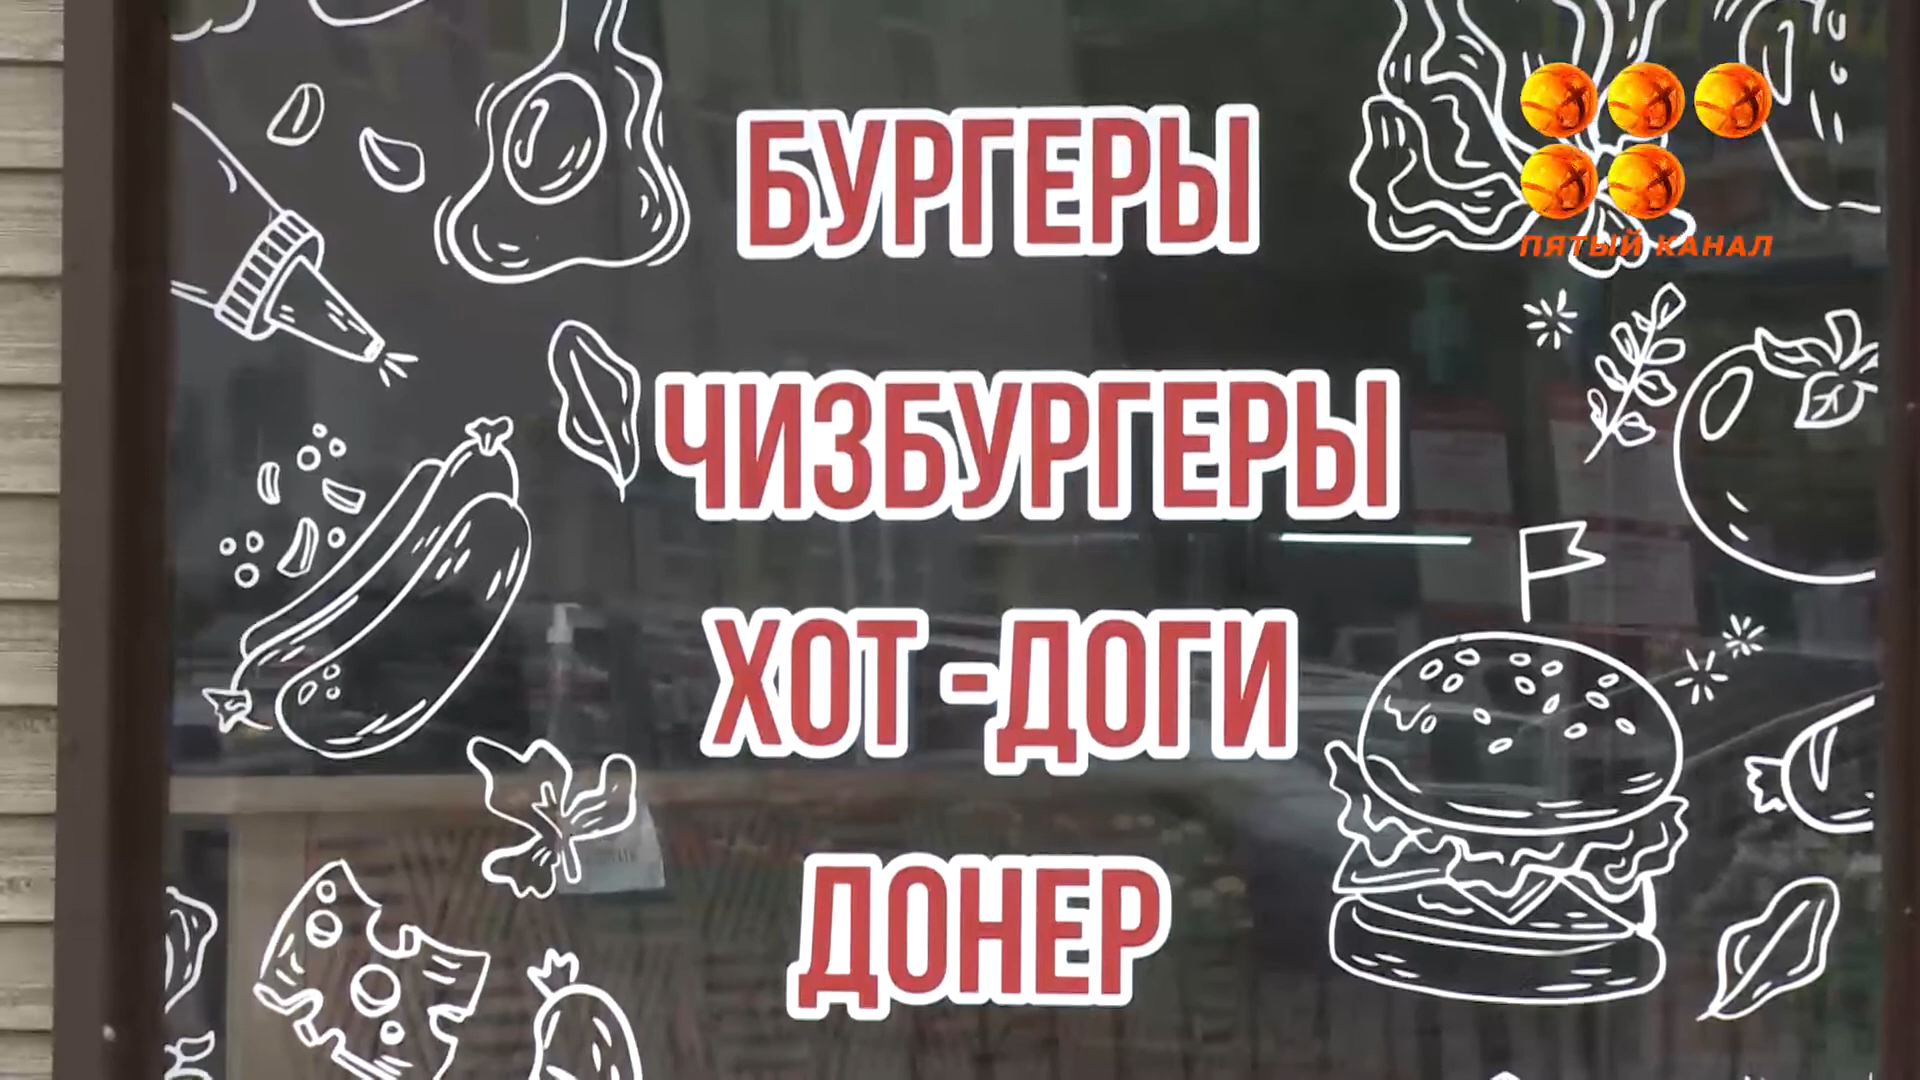 БУРГЕРЫ
ПЯТЫЙ КАНАЛ
ЧИЗБУРГЕРЫ
ХОТ -ДОГИ
ДОНЕР